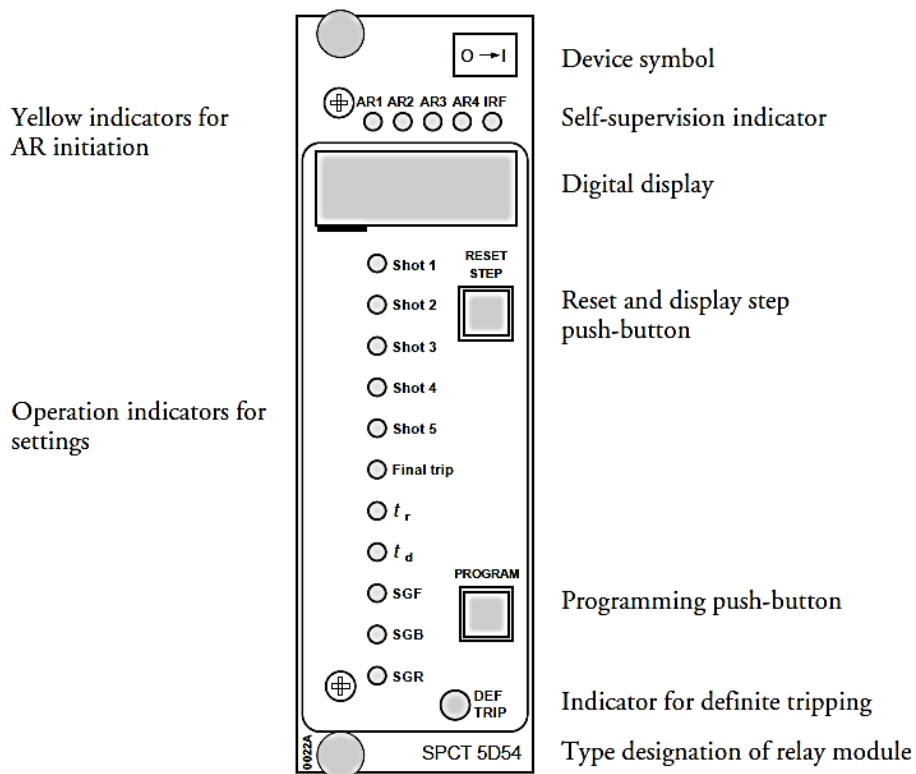 O → I
Device symbol
AR1 AR2 AR3 AR4 IRF
Yellow indicators for
AR initiation
Self-supervision indicator
Digital display
RESET
STEP
Shot 1
Shot 2
Reset and display step
push-button
Shot 3
Shot 4
Operation indicators for
settings
Shot 5
Final trip
t r
t d
PROGRAM
SGF
Programming push-button
SGB
SGR
DEF
TRIP
Indicator for definite tripping
0022A
SPCT 5D54
Type designation of relay module